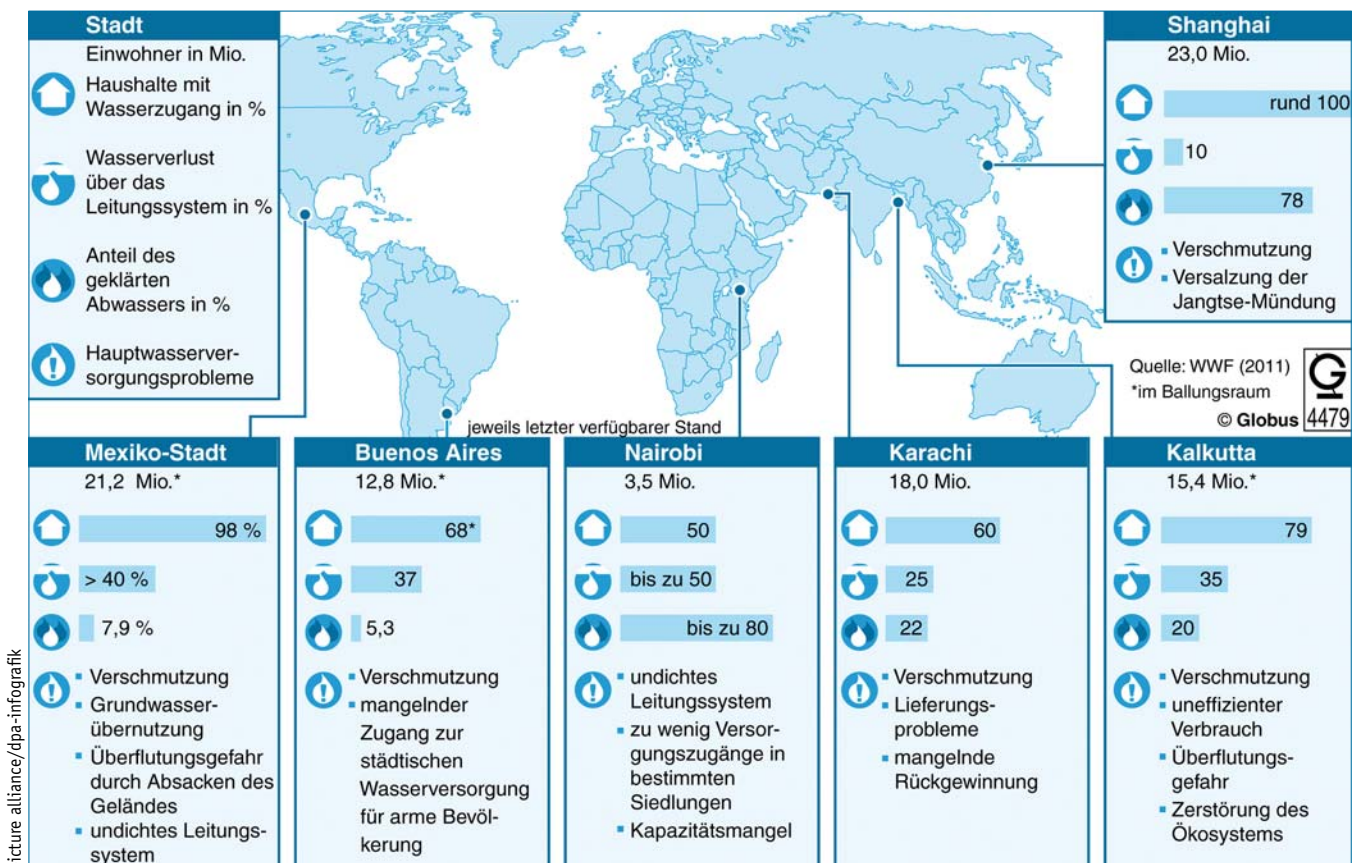 Stadt
Einwohner in Mio.
Haushalte mit
Wasserzugang in %
Wasserverlust
über das
Leitungssystem in %
Anteil des
geklärten
Abwassers in %
Hauptwasserver-
sorgungsprobleme
Shanghai
23,0 Mio.
rund 100
10
78
▪ Verschmutzung
▪ Versalzung der
Jangtse-Mündung
Quelle: WWF (2011)
*im Ballungsraum
© Globus
4479
jeweils letzter verfügbarer Stand
Mexiko-Stadt
21,2 Mio.*
98 %
> 40 %
7,9 %
▪ Verschmutzung
▪ Grundwasser-
übernutzung
▪ Überflutungsgefahr
durch Absacken des
Geländes
▪ undichtes Leitungs-
system
Buenos Aires
12,8 Mio.*
68*
37
5,3
▪ Verschmutzung
▪ mangelnder
Zugang zur
städtischen
Wasserversorgung
für arme Bevöl-
kerung
Nairobi
3,5 Mio.
50
bis zu 50
bis zu 80
▪ undichtes
Leitungssystem
▪ zu wenig Versor-
gungszugänge in
bestimmten
Siedlungen
▪ Kapazitätsmangel
Karachi
18,0 Mio.
60
25
22
▪ Verschmutzung
▪ Lieferungs-
probleme
▪ mangelnde
Rückgewinnung
Kalkutta
15,4 Mio.*
79
35
20
▪ Verschmutzung
▪ uneffizienter
Verbrauch
▪ Überflutungs-
gefahr
▪ Zerstörung des
Ökosystems
icture alliance/dpa-infografik